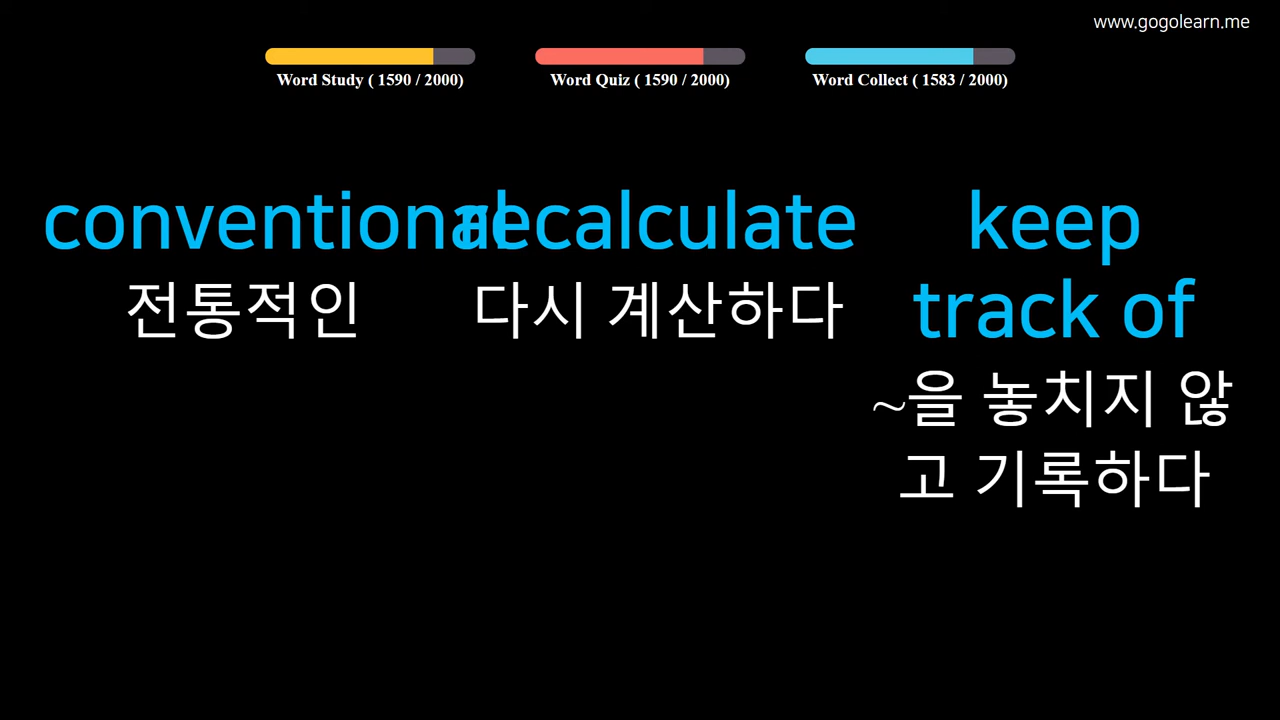 www.gogolearn.me
Word Study ( 1590 / 2000)
Word Quiz ( 1590 / 2000)
Word Collect ( 1583 / 2000)
conventional
전통적인
recalculate
다시 계산하다
keep
track of
~을 놓치지 않
고 기록하다